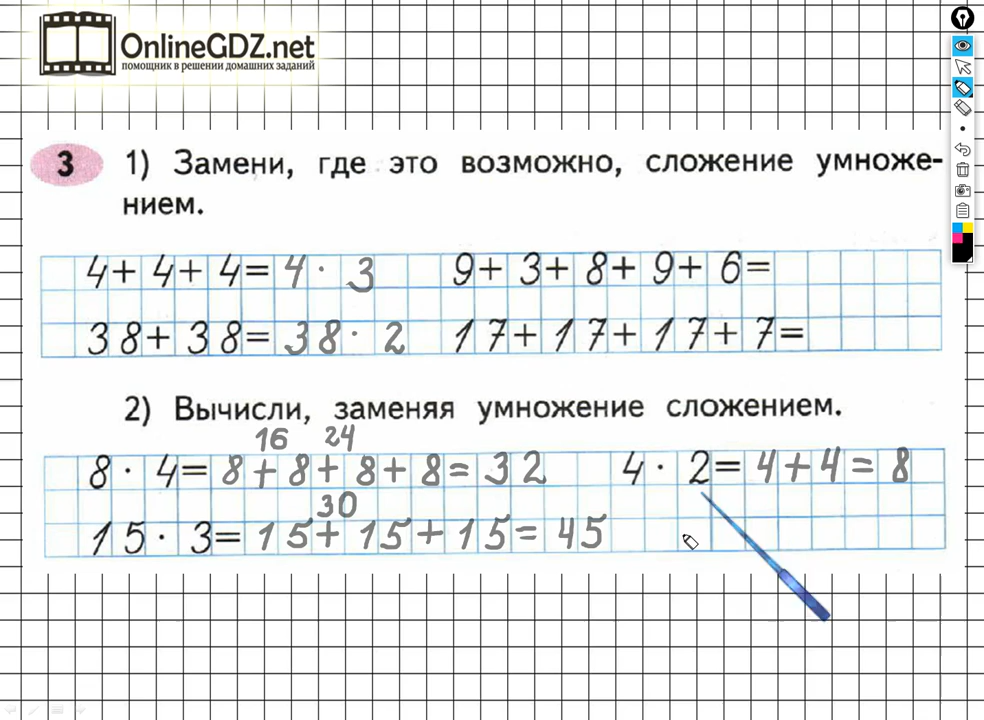 OnlineGDZ.net
помощник в решении домашних заданий
3 1) Замени, где это возможно, сложение умноже-
нием.
4+ 4+ 4= 4 · 3 9+ 3+ 8+ 9+ 6=
38+ 38= 38 · 2 17+17+17+7=
2) Вычисли, заменяя умножение сложением.
16 24
8 · 4= 8+8+8+8=32 4 · 2=4+4=8
30
15 · 3= 15+15+15=45